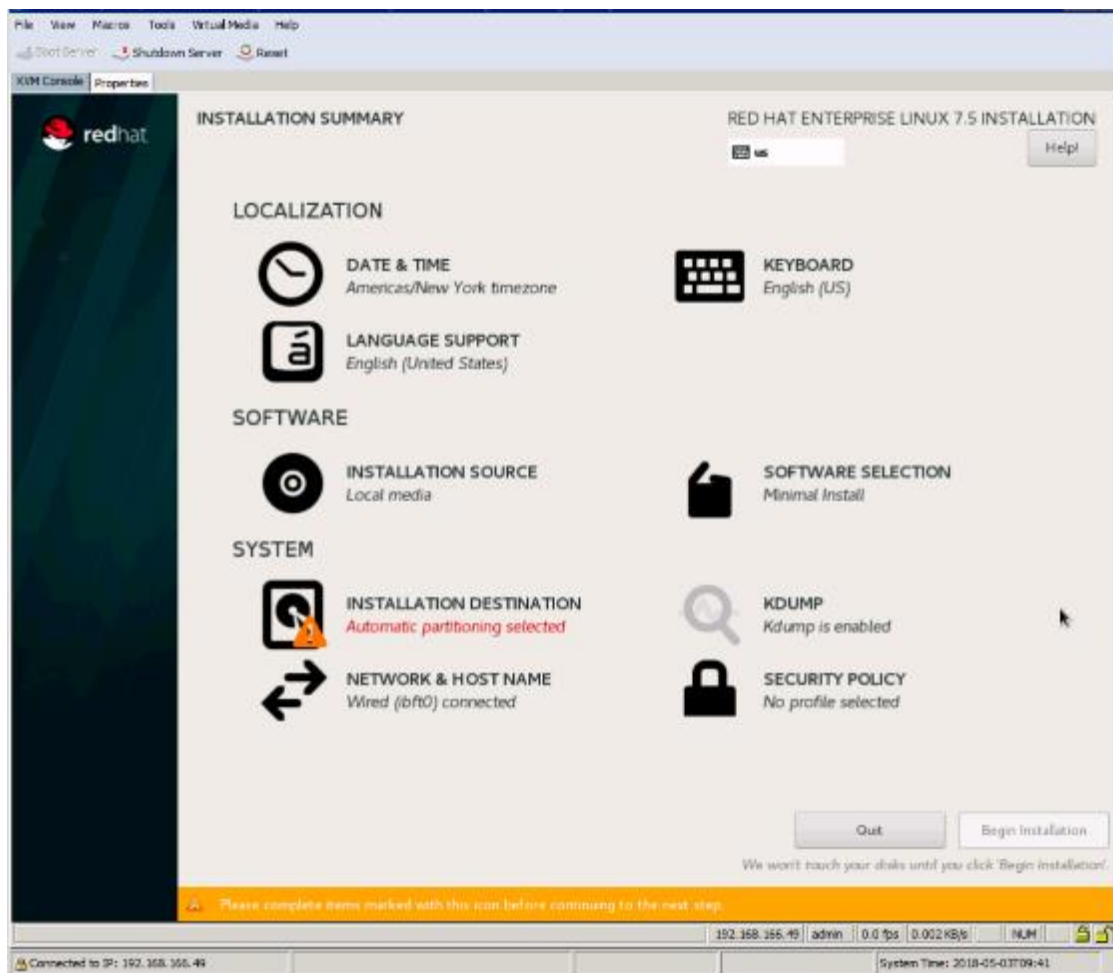 File View Macros Tools Virtual Media Help
Boot Server Shutdown Server Reset
KVM Console Properties
redhat
INSTALLATION SUMMARY
RED HAT ENTERPRISE LINUX 7.5 INSTALLATION
us
Help!
LOCALIZATION
DATE & TIME
Americas/New York timezone
KEYBOARD
English (US)
LANGUAGE SUPPORT
English (United States)
SOFTWARE
INSTALLATION SOURCE
Local media
SOFTWARE SELECTION
Minimal Install
SYSTEM
INSTALLATION DESTINATION
Automatic partitioning selected
KDUMP
Kdump is enabled
NETWORK & HOST NAME
Wired (ibft0) connected
SECURITY POLICY
No profile selected
Quit
Begin Installation
We won't touch your disks until you click 'Begin Installation'.
Please complete items marked with this icon before continuing to the next step.
192.168.166.49 admin 0.0 fps 0.002 KB/s NUM
Connected to IP: 192.168.166.49
System Time: 2018-05-03T09:41